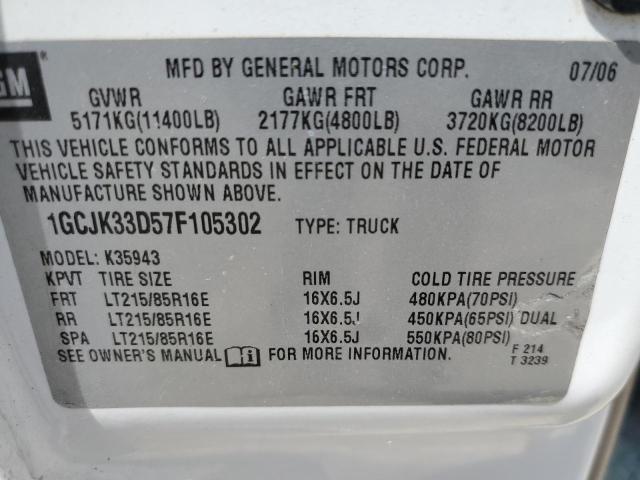 GM
MFD BY GENERAL MOTORS CORP. 07/06
GVWR GAWR FRT GAWR RR
5171KG(11400LB) 2177KG(4800LB) 3720KG(8200LB)
THIS VEHICLE CONFORMS TO ALL APPLICABLE U.S. FEDERAL MOTOR
VEHICLE SAFETY STANDARDS IN EFFECT ON THE DATE OF
MANUFACTURE SHOWN ABOVE.
1GCJK33D57F105302 TYPE: TRUCK
MODEL: K35943
KPVT TIRE SIZE RIM COLD TIRE PRESSURE
FRT LT215/85R16E 16X6.5J 480KPA(70PSI)
RR LT215/85R16E 16X6.5J 450KPA(65PSI) DUAL
SPA LT215/85R16E 16X6.5J 550KPA(80PSI)
SEE OWNER'S MANUAL FOR MORE INFORMATION.
F 214
T 3239